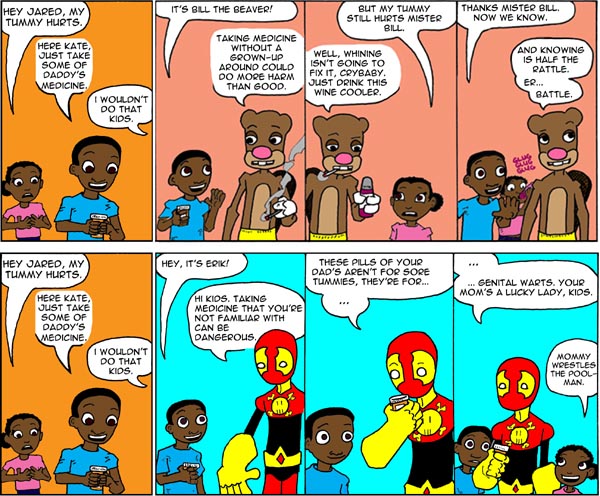 HEY JARED, MY
TUMMY HURTS.
HERE KATE,
JUST TAKE
SOME OF
DADDY'S
MEDICINE.
I WOULDN'T
DO THAT
KIDS.
IT'S BILL THE BEAVER!
TAKING MEDICINE
WITHOUT A
GROWN-UP
AROUND COULD
DO MORE HARM
THAN GOOD.
BUT MY TUMMY
STILL HURTS MISTER
BILL.
WELL, WHINING
ISN'T GOING TO
FIX IT, CRYBABY.
JUST DRINK THIS
WINE COOLER.
THANKS MISTER BILL.
NOW WE KNOW.
AND KNOWING
IS HALF THE
RATTLE.
ER...
BATTLE.
GLUG
GLUG
GLUG
HEY JARED, MY
TUMMY HURTS.
HERE KATE,
JUST TAKE
SOME OF
DADDY'S
MEDICINE.
I WOULDN'T
DO THAT
KIDS.
HEY, IT'S ERIK!
HI KIDS. TAKING
MEDICINE THAT YOU'RE
NOT FAMILIAR WITH
CAN BE
DANGEROUS.
THESE PILLS OF YOUR
DAD'S AREN'T FOR SORE
TUMMIES, THEY'RE FOR...
...
...
... GENITAL WARTS. YOUR
MOM'S A LUCKY LADY, KIDS.
MOMMY
WRESTLES
THE POOL-
MAN.